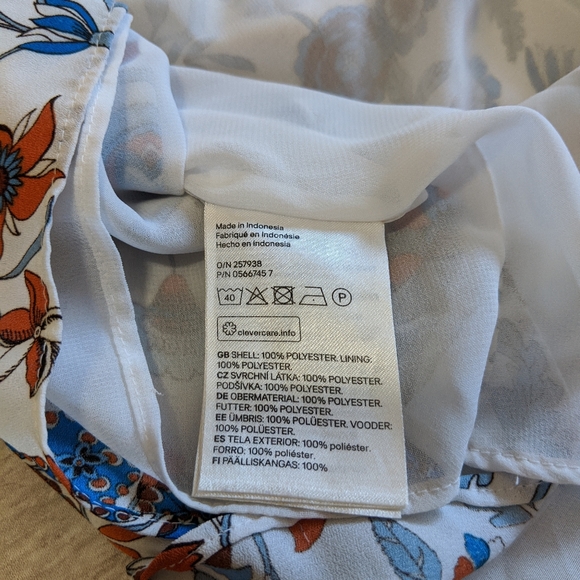 Made in Indonesia
Fabriqué en Indonésie
Hecho en indonesia
O/N 257938
P/N 0566745 7
40 P
clevercare.info
GB SHELL: 100% POLYESTER. LINING:
100% POLYESTER.
CZ SVRCHNÍ LÁTKA: 100% POLYESTER.
PODŠÍVKA: 100% POLYESTER.
DE OBERMATERIAL: 100% POLYESTER.
FUTTER: 100% POLYESTER.
EE ÜMBRIS: 100% POLÜESTER. VOODER:
100% POLÜESTER.
ES TELA EXTERIOR: 100% poliéster.
FORRO: 100% poliéster.
FI PÄÄLLISKANGAS: 100%